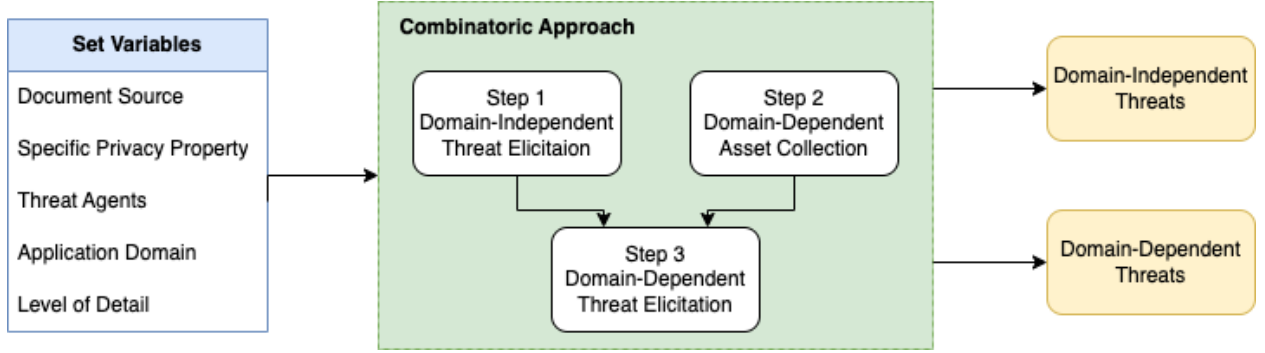 Set Variables
Document Source
Specific Privacy Property
Threat Agents
Application Domain
Level of Detail
Combinatoric Approach
Step 1
Domain-Independent
Threat Elicitaion
Step 2
Domain-Dependent
Asset Collection
Step 3
Domain-Dependent
Threat Elicitation
Domain-Independent
Threats
Domain-Dependent
Threats